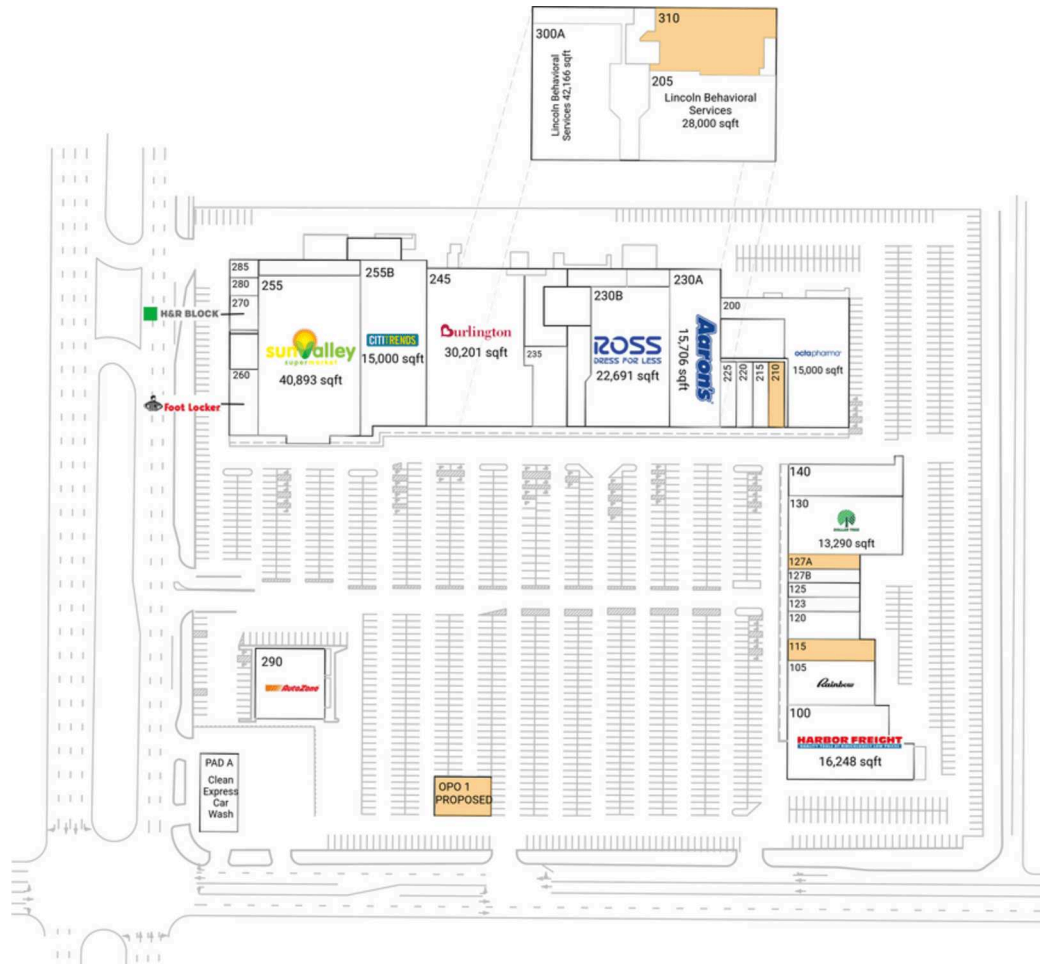 310
300A
Lincoln Behavioral
Services 42,166 sqft
205
Lincoln Behavioral
Services
28,000 sqft
285
280
270
H&R BLOCK
260
Foot Locker
255
sunValley
supermarket
40,893 sqft
255B
CITITRENDS
15,000 sqft
245
Burlington
30,201 sqft
235
230B
ROSS
DRESS FOR LESS
22,691 sqft
230A
Aaron's
15,706 sqft
200
225
220
215
210
octapharma
15,000 sqft
140
130
DOLLAR TREE
13,290 sqft
127A
127B
125
123
120
115
105
Rainbow
100
HARBOR FREIGHT
16,248 sqft
290
AutoZone
PAD A
Clean
Express
Car
Wash
OPO 1
PROPOSED